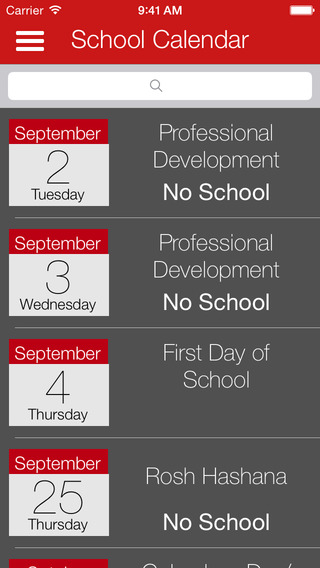 Carrier 9:41 AM
School Calendar
September
2
Tuesday
Professional
Development
No School
September
3
Wednesday
Professional
Development
No School
September
4
Thursday
First Day of
School
September
25
Thursday
Rosh Hashana
No School